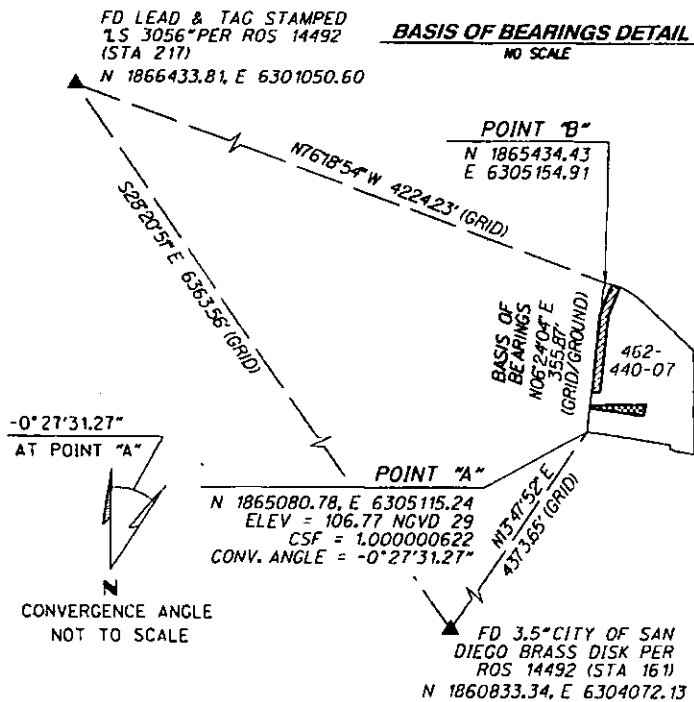 FD LEAD & TAG STAMPED
"LS 3056" PER ROS 14492
(STA 217)
N 1866433.81, E 6301050.60
BASIS OF BEARINGS DETAIL
NO SCALE
POINT "B"
N 1865434.43
E 6305154.91
N76°18'54" W 4224.23' (GRID)
S28°20'51" E 6363.56' (GRID)
BASIS OF
BEARINGS
N06°24'04" E
355.87'
(GRID/GROUND)
462-
440-07
-0°27'31.27"
AT POINT "A"
POINT "A"
N 1865080.78, E 6305115.24
ELEV = 106.77 NGVD 29
CSF = 1.000000622
CONV. ANGLE = -0°27'31.27"
N13°47'52" E
4373.65' (GRID)
N
CONVERGENCE ANGLE
NOT TO SCALE
FD 3.5" CITY OF SAN
DIEGO BRASS DISK PER
ROS 14492 (STA 161)
N 1860833.34, E 6304072.13